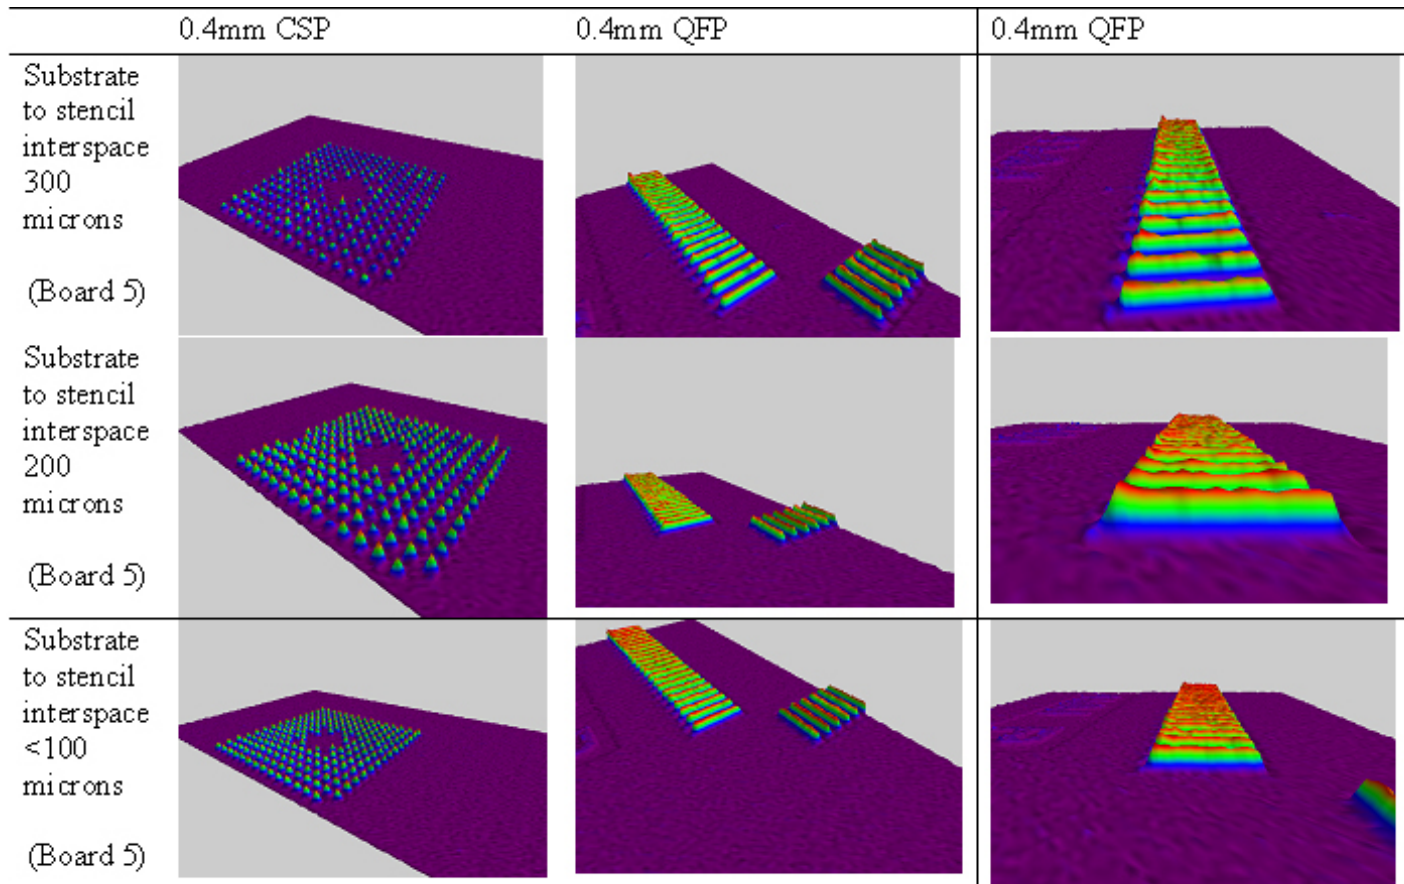 0.4mm CSP
0.4mm QFP
0.4mm QFP
Substrate
to stencil
interspace
300
microns
(Board 5)
Substrate
to stencil
interspace
200
microns
(Board 5)
Substrate
to stencil
interspace
<100
microns
(Board 5)